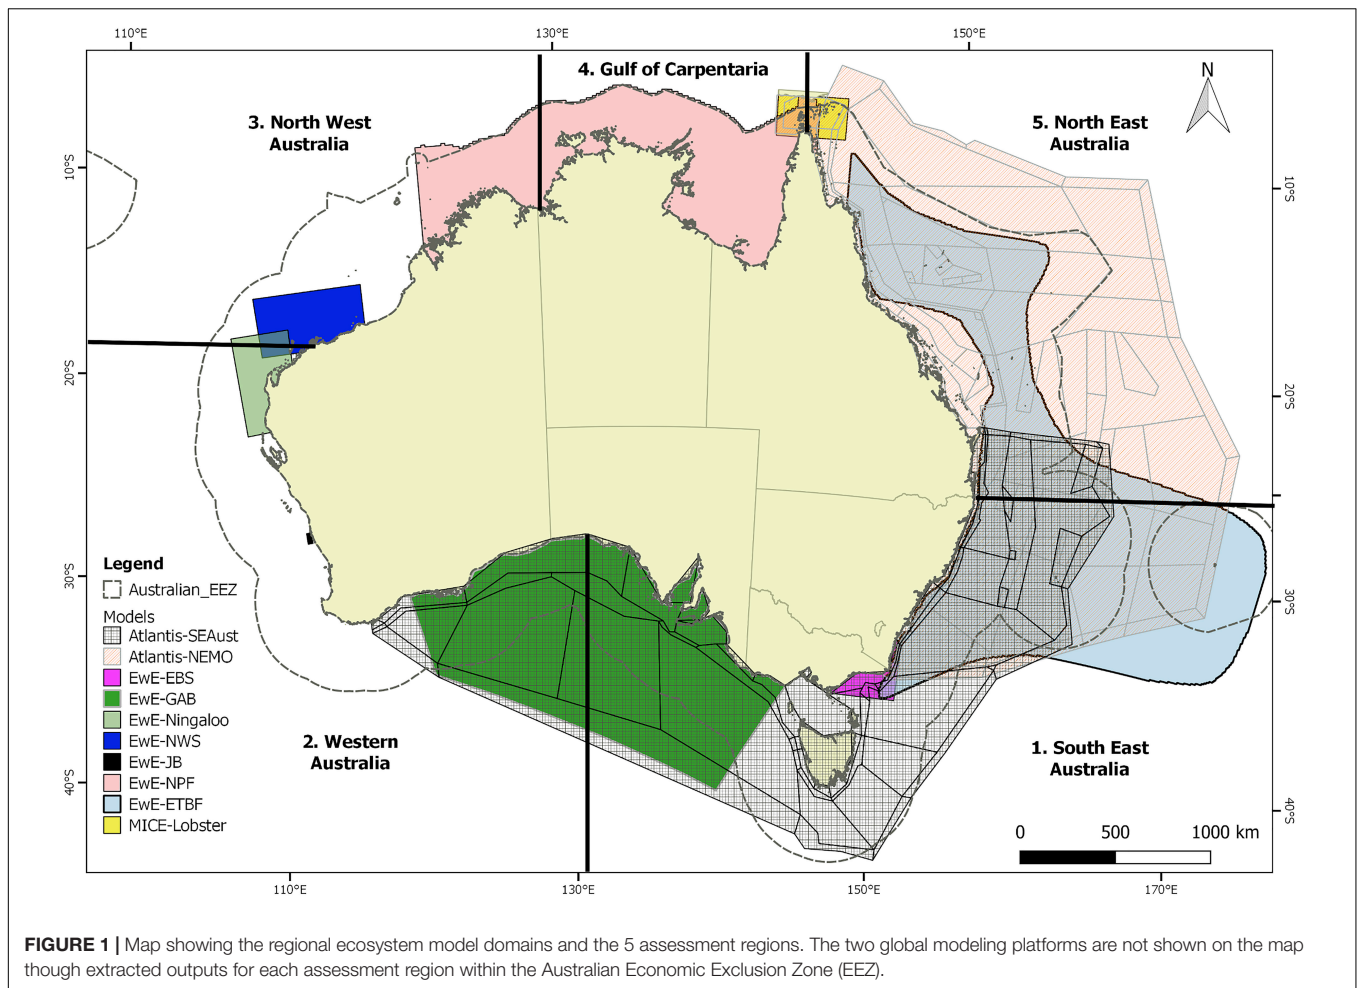 110°E
130°E
150°E
4. Gulf of Carpentaria
N
3. North West
Australia
5. North East
Australia
10°S
10°S
20°S
20°S
30°S
30°S
40°S
40°S
Legend
Australian_EEZ
Models
Atlantis-SEAust
Atlantis-NEMO
EwE-EBS
EwE-GAB
EwE-Ningaloo
EwE-NWS
EwE-JB
EwE-NPF
EwE-ETBF
MICE-Lobster
2. Western
Australia
1. South East
Australia
0 500 1000 km
110°E
130°E
150°E
170°E
FIGURE 1 | Map showing the regional ecosystem model domains and the 5 assessment regions. The two global modeling platforms are not shown on the map
though extracted outputs for each assessment region within the Australian Economic Exclusion Zone (EEZ).